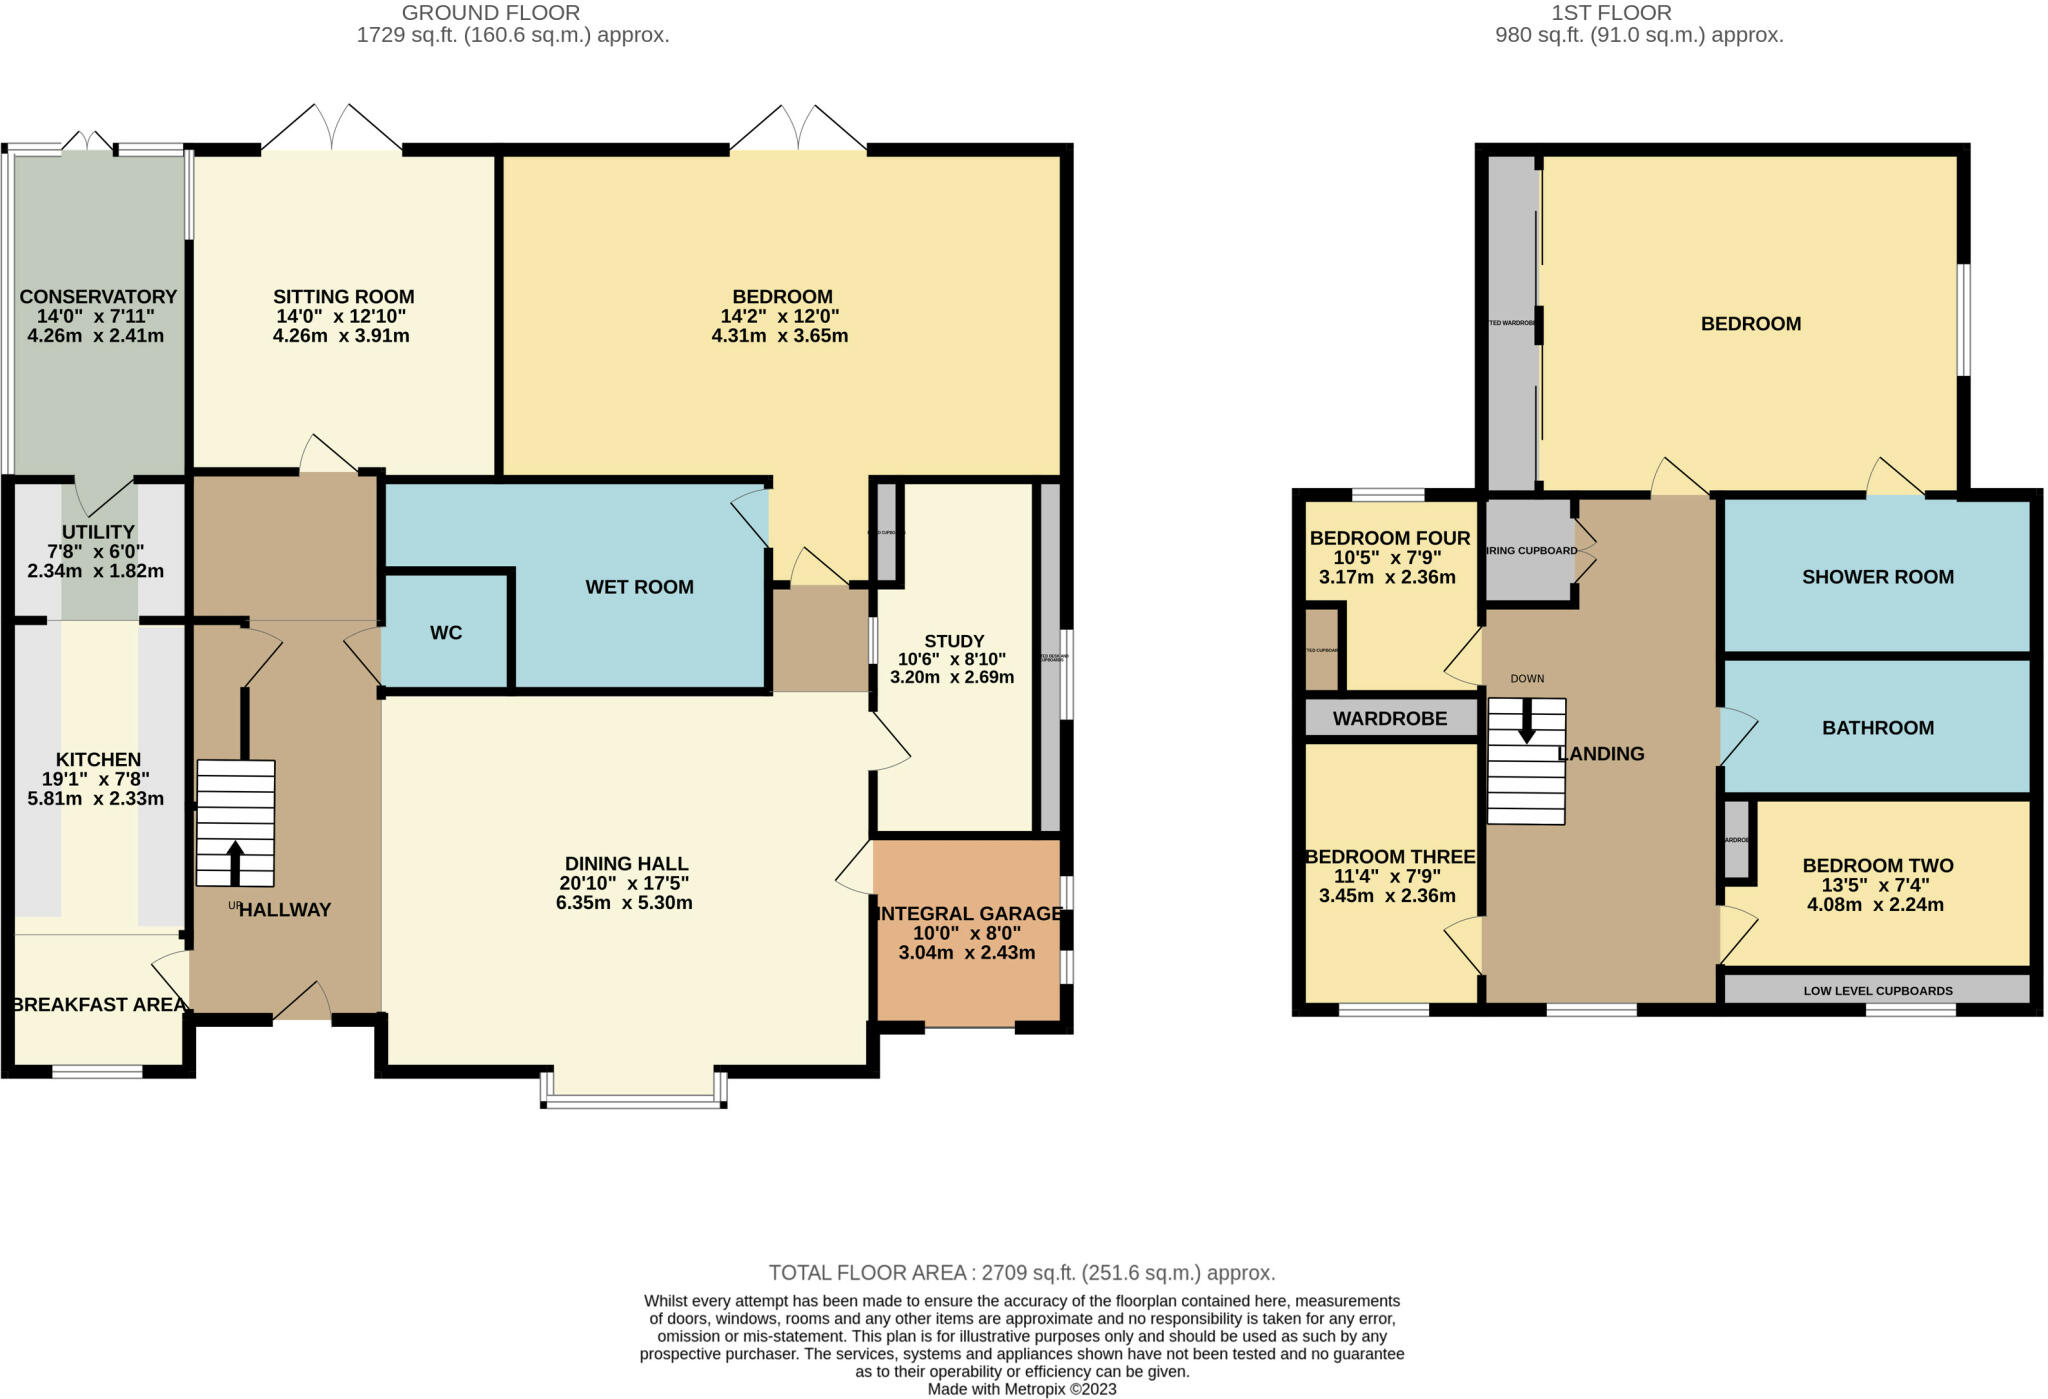 GROUND FLOOR
1729 sq.ft. (160.6 sq.m.) approx.
1ST FLOOR
980 sq.ft. (91.0 sq.m.) approx.
CONSERVATORY
14'0" x 7'11"
4.26m x 2.41m
SITTING ROOM
14'0" x 12'10"
4.26m x 3.91m
BEDROOM
14'2" x 12'0"
4.31m x 3.65m
UTILITY
7'8" x 6'0"
2.34m x 1.82m
WET ROOM
WC
STUDY
10'6" x 8'10"
3.20m x 2.69m
KITCHEN
19'1" x 7'8"
5.81m x 2.33m
UP
HALLWAY
DINING HALL
20'10" x 17'5"
6.35m x 5.30m
INTEGRAL GARAGE
10'0" x 8'0"
3.04m x 2.43m
BREAKFAST AREA
TED WARDROBE
BEDROOM
BEDROOM FOUR
10'5" x 7'9"
3.17m x 2.36m
IRING CUPBOARD
SHOWER ROOM
TED CUPBOAR
DOWN
WARDROBE
LANDING
BATHROOM
BEDROOM THREE
11'4" x 7'9"
3.45m x 2.36m
ARDROB
BEDROOM TWO
13'5" x 7'4"
4.08m x 2.24m
LOW LEVEL CUPBOARDS
TOTAL FLOOR AREA : 2709 sq.ft. (251.6 sq.m.) approx.
Whilst every attempt has been made to ensure the accuracy of the floorplan contained here, measurements
of doors, windows, rooms and any other items are approximate and no responsibility is taken for any error,
omission or mis-statement. This plan is for illustrative purposes only and should be used as such by any
prospective purchaser. The services, systems and appliances shown have not been tested and no guarantee
as to their operability or efficiency can be given.
Made with Metropix ©2023